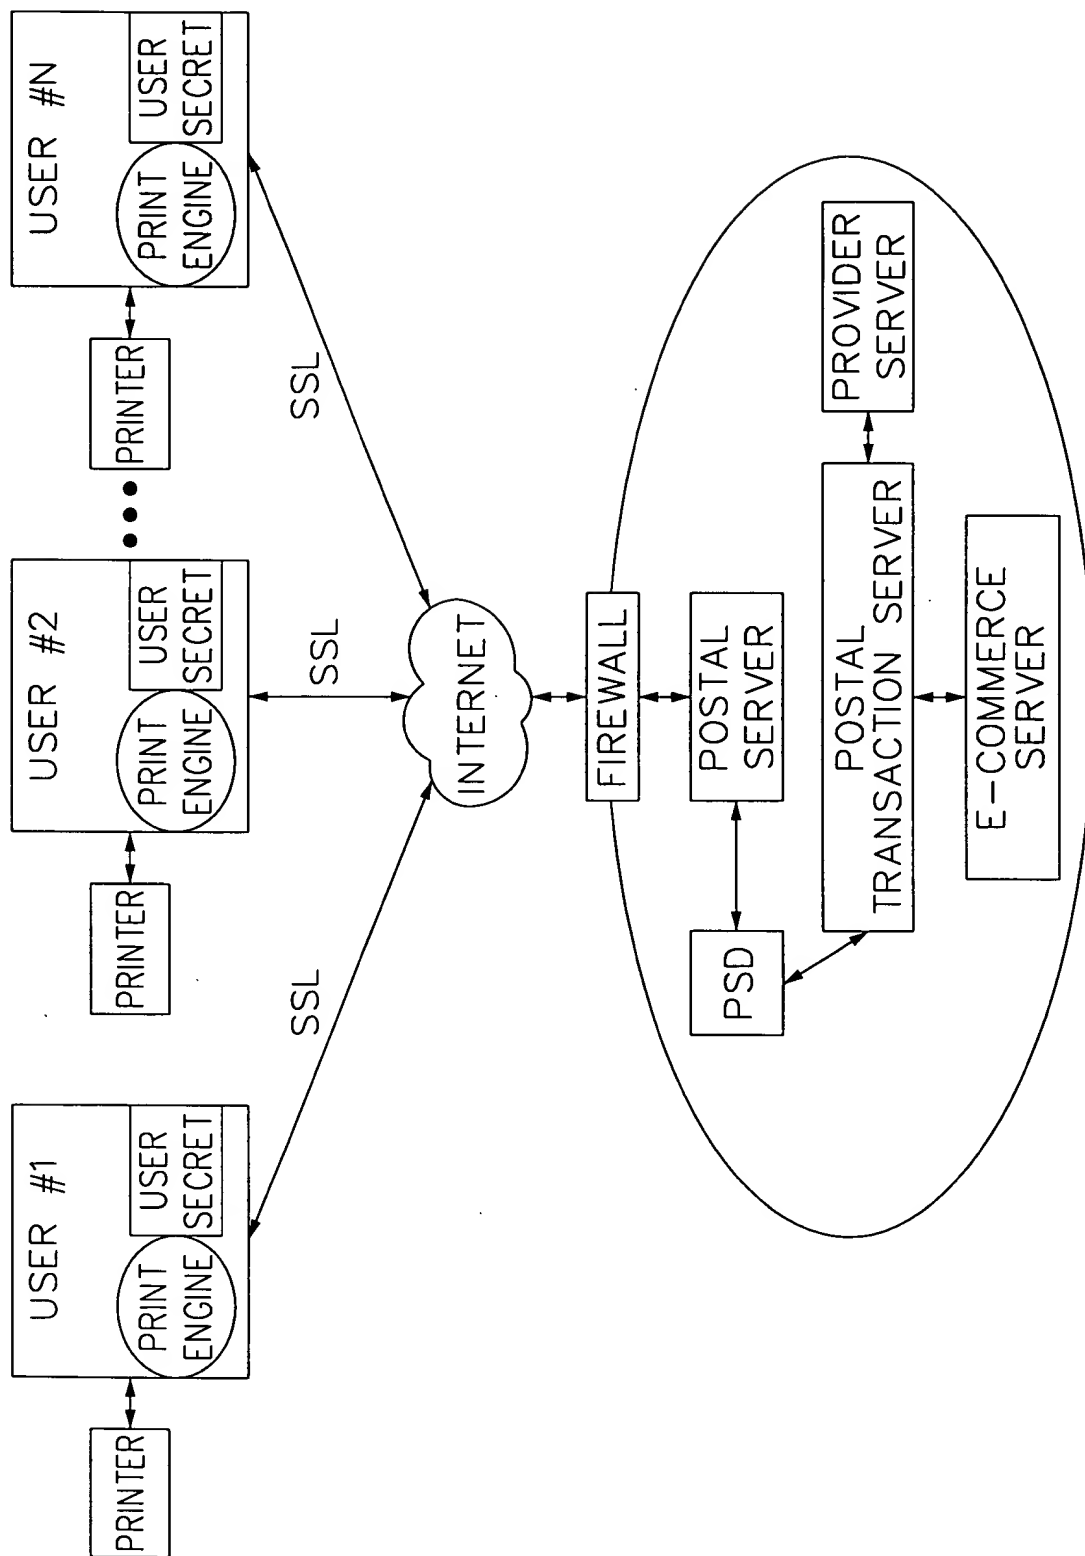 USER #1
PRINT
ENGINE
USER
SECRET
PRINTER
USER #2
PRINT
ENGINE
USER
SECRET
PRINTER
USER #N
PRINT
ENGINE
USER
SECRET
PRINTER
SSL
SSL
SSL
INTERNET
FIREWALL
PSD
POSTAL
SERVER
POSTAL
TRANSACTION SERVER
PROVIDER
SERVER
E-COMMERCE
SERVER